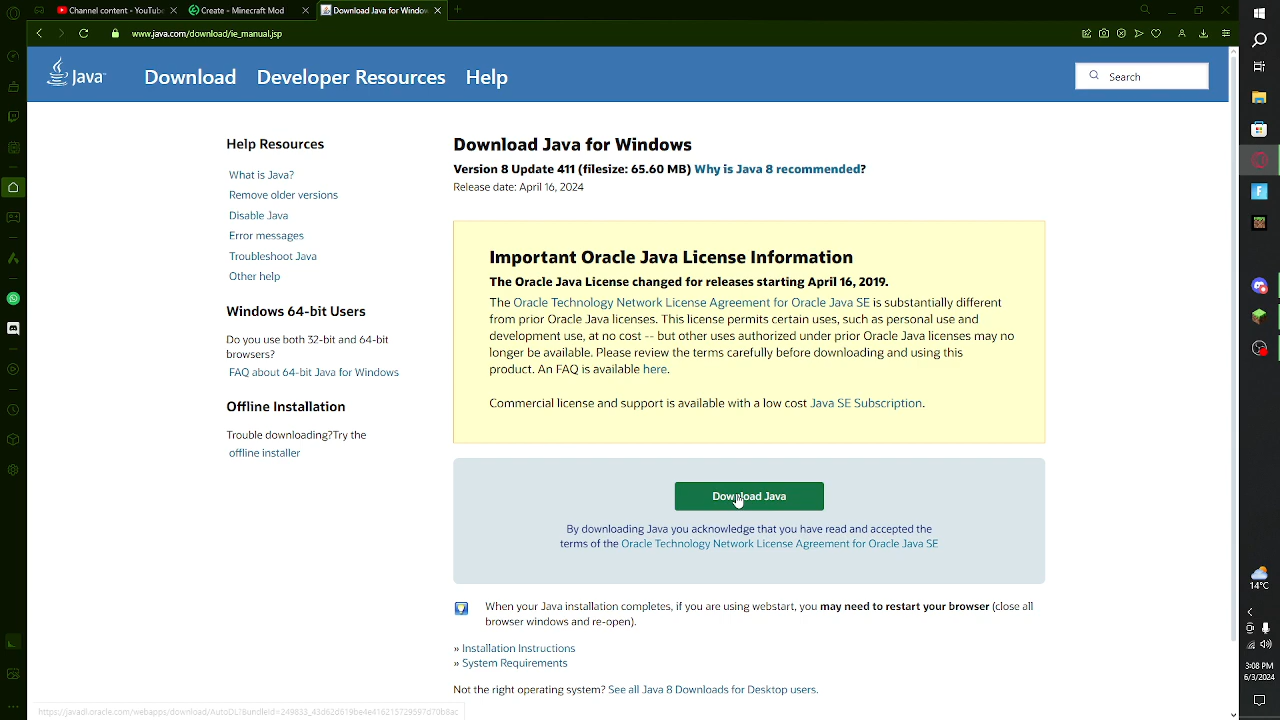 Channel content - YouTube
Create - Minecraft Mod
Download Java for Window
www.java.com/download/ie_manual.jsp
Java
Download
Developer Resources
Help
Search
Help Resources
What is Java?
Remove older versions
Disable Java
Error messages
Troubleshoot Java
Other help
Windows 64-bit Users
Do you use both 32-bit and 64-bit
browsers?
FAQ about 64-bit Java for Windows
Offline Installation
Trouble downloading?Try the
offline installer
Download Java for Windows
Version 8 Update 411 (filesize: 65.60 MB) Why is Java 8 recommended?
Release date: April 16, 2024
Important Oracle Java License Information
The Oracle Java License changed for releases starting April 16, 2019.
The Oracle Technology Network License Agreement for Oracle Java SE is substantially different
from prior Oracle Java licenses. This license permits certain uses, such as personal use and
development use, at no cost -- but other uses authorized under prior Oracle Java licenses may no
longer be available. Please review the terms carefully before downloading and using this
product. An FAQ is available here.
Commercial license and support is available with a low cost Java SE Subscription.
Download Java
By downloading Java you acknowledge that you have read and accepted the
terms of the Oracle Technology Network License Agreement for Oracle Java SE
When your Java installation completes, if you are using webstart, you may need to restart your browser (close all
browser windows and re-open).
» Installation Instructions
» System Requirements
Not the right operating system? See all Java 8 Downloads for Desktop users.
14°C
3:08 PM
6/3/2024